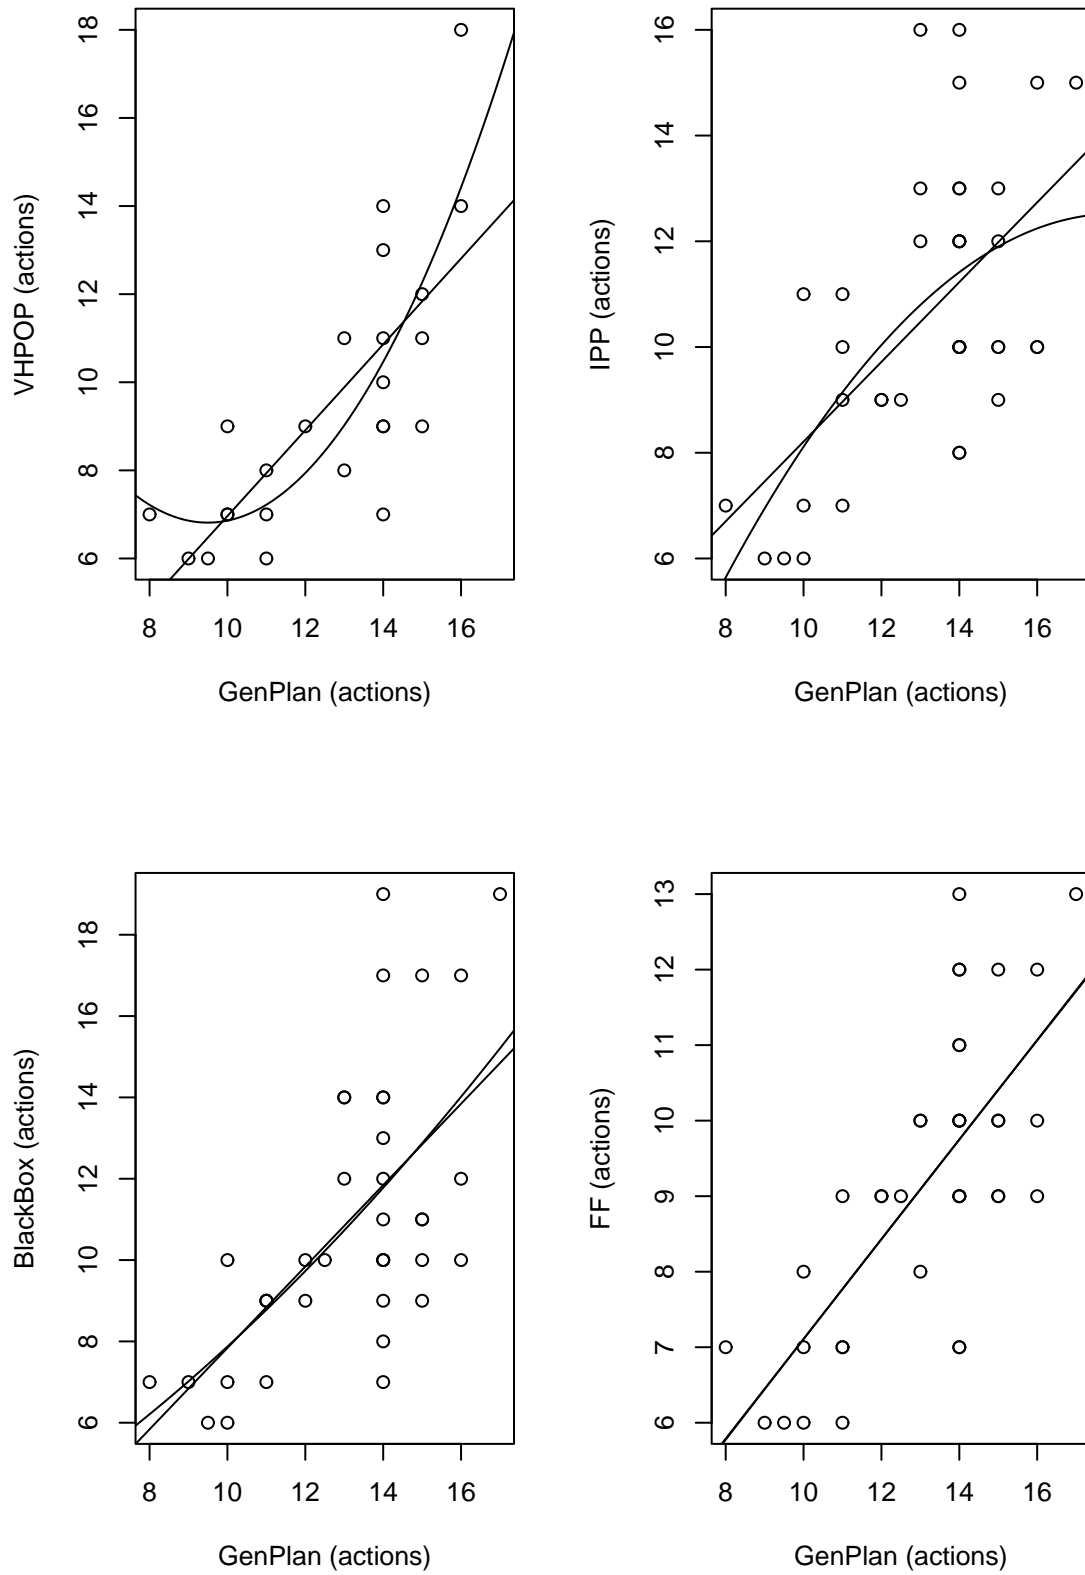 VHPOP (actions)
18
16
14
12
10
8
6
8 10 12 14 16
GenPlan (actions)
IPP (actions)
16
14
12
10
8
6
8 10 12 14 16
GenPlan (actions)
BlackBox (actions)
18
16
14
12
10
8
6
8 10 12 14 16
GenPlan (actions)
FF (actions)
13
12
11
10
9
8
7
6
8 10 12 14 16
GenPlan (actions)